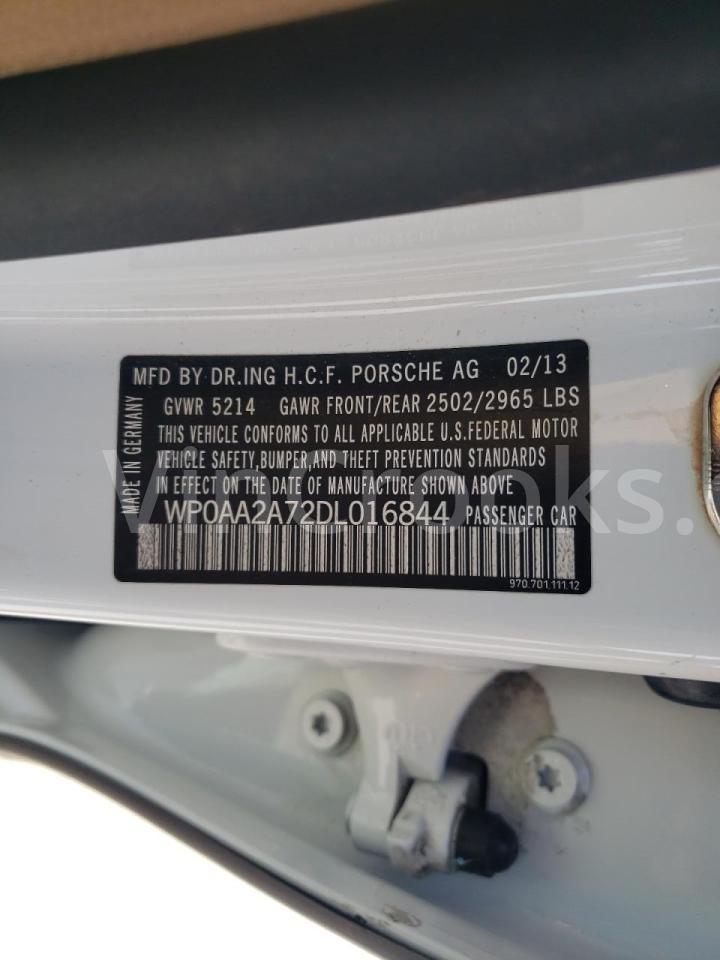 MFD BY DR.ING H.C.F. PORSCHE AG 02/13
GVWR 5214 GAWR FRONT/REAR 2502/2965 LBS
THIS VEHICLE CONFORMS TO ALL APPLICABLE U.S.FEDERAL MOTOR
VEHICLE SAFETY,BUMPER,AND THEFT PREVENTION STANDARDS
IN EFFECT ON THE DATE OF MANUFACTURE SHOWN ABOVE
WP0AA2A72DL016844 PASSENGER CAR
970.701.111.12
MADE IN GERMANY
VinCrooks.